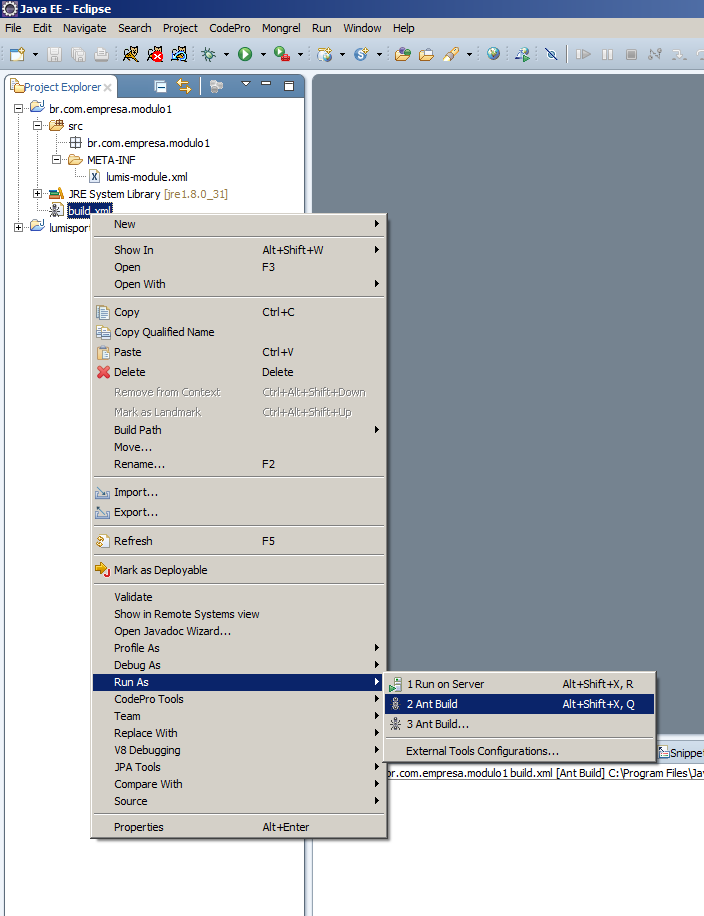 Java EE - Eclipse
File Edit Navigate Search Project CodePro Mongrel Run Window Help
Project Explorer
br.com.empresa.modulo1
src
br.com.empresa.modulo1
META-INF
lumis-module.xml
JRE System Library [jre1.8.0_31]
build.xml
lumispor
New
Show In Alt+Shift+W
Open F3
Open With
Copy Ctrl+C
Copy Qualified Name
Paste Ctrl+V
Delete Delete
Remove from Context Ctrl+Alt+Shift+Down
Mark as Landmark Ctrl+Alt+Shift+Up
Build Path
Move...
Rename... F2
Import...
Export...
Refresh F5
Mark as Deployable
Validate
Show in Remote Systems view
Open Javadoc Wizard...
Profile As
Debug As
Run As
1 Run on Server Alt+Shift+X, R
CodePro Tools
2 Ant Build Alt+Shift+X, Q
Team
3 Ant Build...
Replace With
V8 Debugging
External Tools Configurations...
Snippet
JPA Tools
br.com.empresa.modulo1 build.xml [Ant Build] C:\Program Files\Ja
Compare With
Source
Properties Alt+Enter